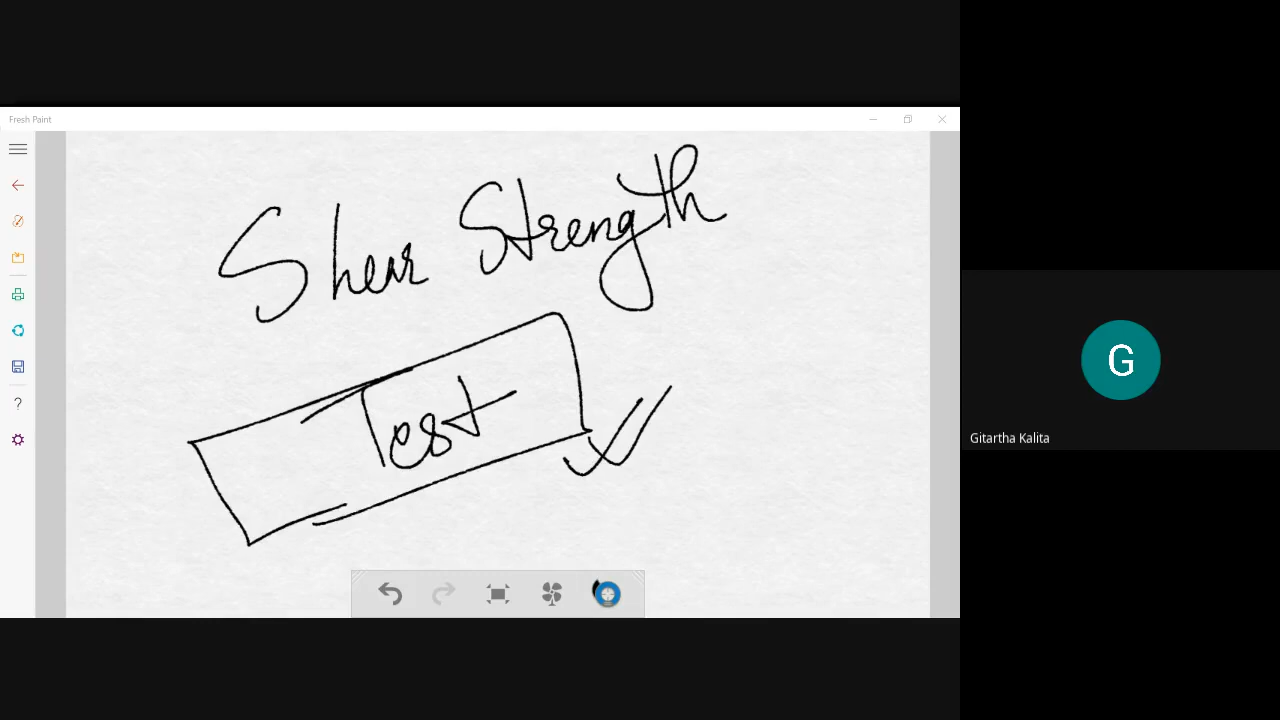 Fresh Paint
Shear Strength
Test
?
G
Gitartha Kalita